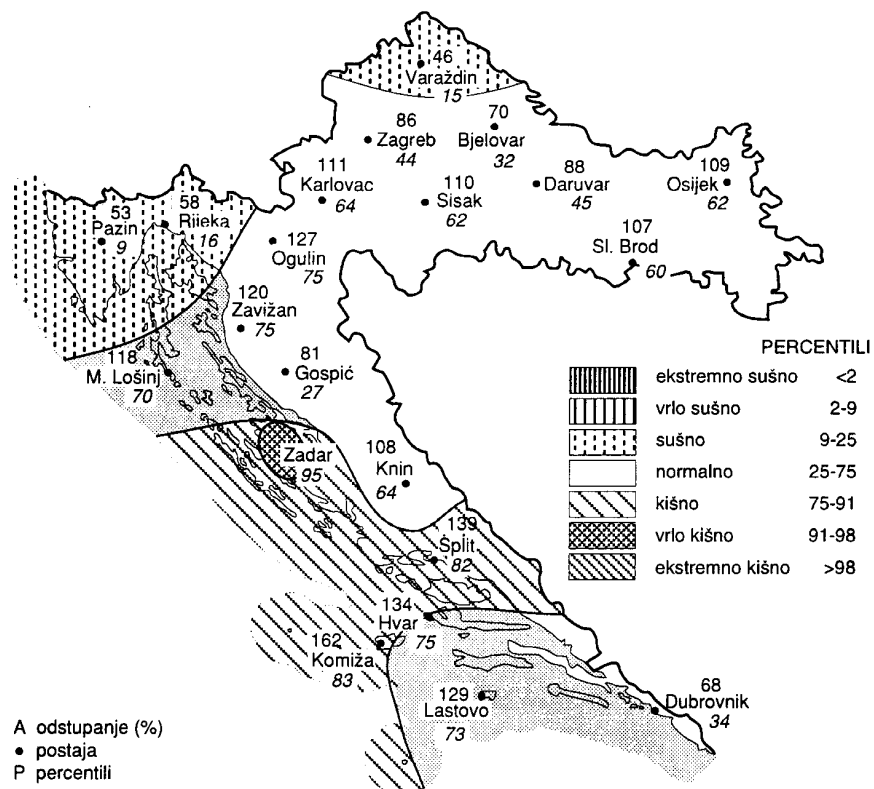 46
Varaždin
15
86
Zagreb
44
70
Bjelovar
32
111
Karlovac
64
110
Sisak
62
88
Daruvar
45
109
Osijek
62
107
Sl. Brod
60
53
Pazin
9
58
Rijeka
16
127
Ogulin
75
120
Zavižan
75
118
M. Lošinj
70
81
Gospić
27
Zadar
95
108
Knin
64
139
Split
82
134
Hvar
75
162
Komiža
83
129
Lastovo
73
68
Dubrovnik
34
PERCENTILI
ekstremno sušno <2
vrlo sušno 2-9
sušno 9-25
normalno 25-75
kišno 75-91
vrlo kišno 91-98
ekstremno kišno >98
A odstupanje (%)
postaja
P percentili